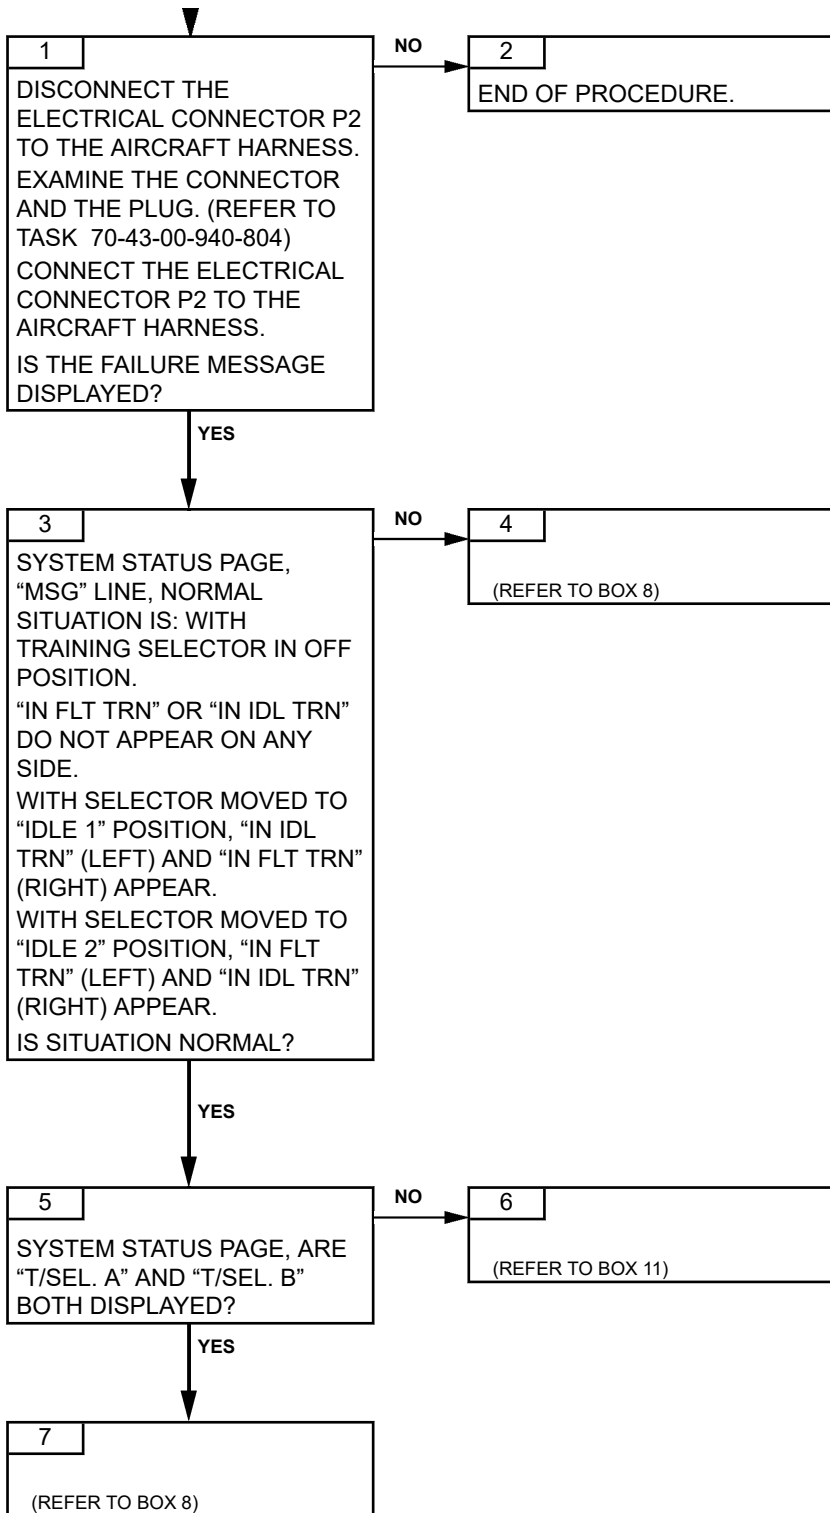 1
DISCONNECT THE
ELECTRICAL CONNECTOR P2
TO THE AIRCRAFT HARNESS.
EXAMINE THE CONNECTOR
AND THE PLUG. (REFER TO
TASK  70-43-00-940-804)
CONNECT THE ELECTRICAL
CONNECTOR P2 TO THE
AIRCRAFT HARNESS.
IS THE FAILURE MESSAGE
DISPLAYED?
NO
2
END OF PROCEDURE.
YES
3
SYSTEM STATUS PAGE,
“MSG” LINE, NORMAL
SITUATION IS: WITH
TRAINING SELECTOR IN OFF
POSITION.
“IN FLT TRN” OR “IN IDL TRN”
DO NOT APPEAR ON ANY
SIDE.
WITH SELECTOR MOVED TO
“IDLE 1” POSITION, “IN IDL
TRN” (LEFT) AND “IN FLT TRN”
(RIGHT) APPEAR.
WITH SELECTOR MOVED TO
“IDLE 2” POSITION, “IN FLT
TRN” (LEFT) AND “IN IDL TRN”
(RIGHT) APPEAR.
IS SITUATION NORMAL?
NO
4
(REFER TO BOX 8)
YES
5
SYSTEM STATUS PAGE, ARE
“T/SEL. A” AND “T/SEL. B”
BOTH DISPLAYED?
NO
6
(REFER TO BOX 11)
YES
7
(REFER TO BOX 8)